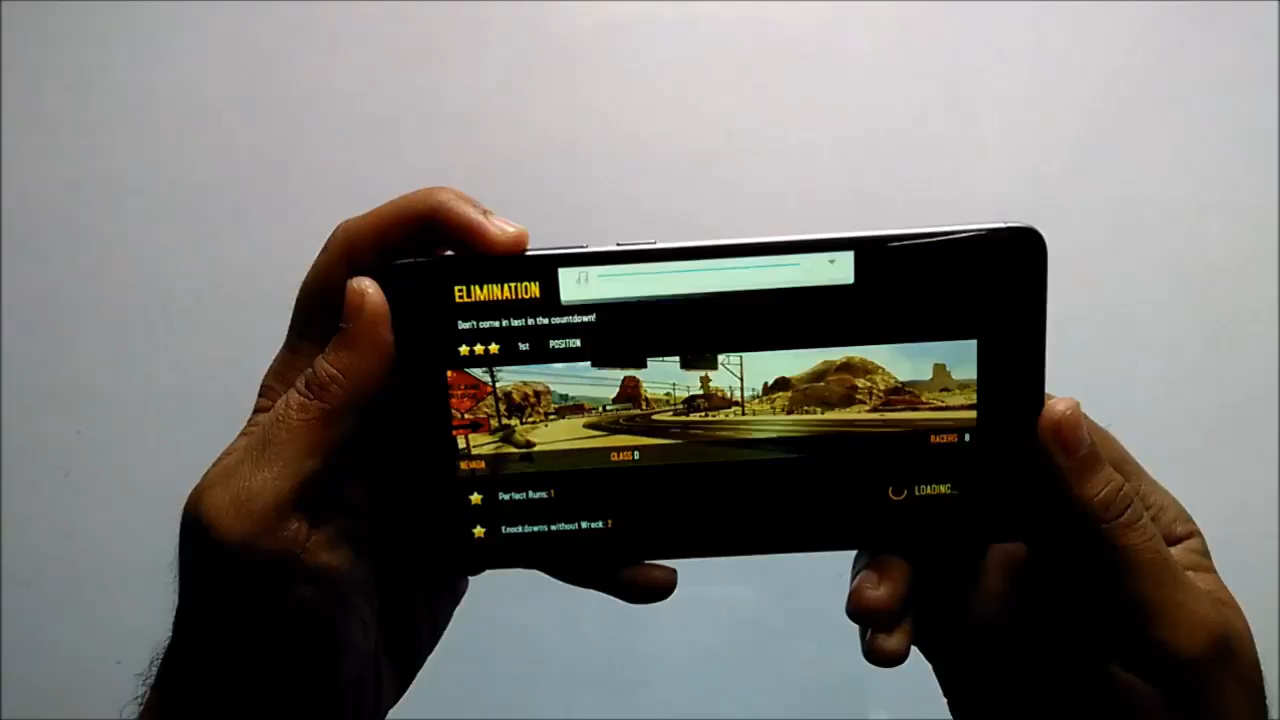 ELIMINATION
Don't come in last in the countdown!
1st POSITION
LANE
NEVADA
CLASS D
RACERS 8
Perfect Runs: 1
LOADING...
Knockdowns without Wreck: 2